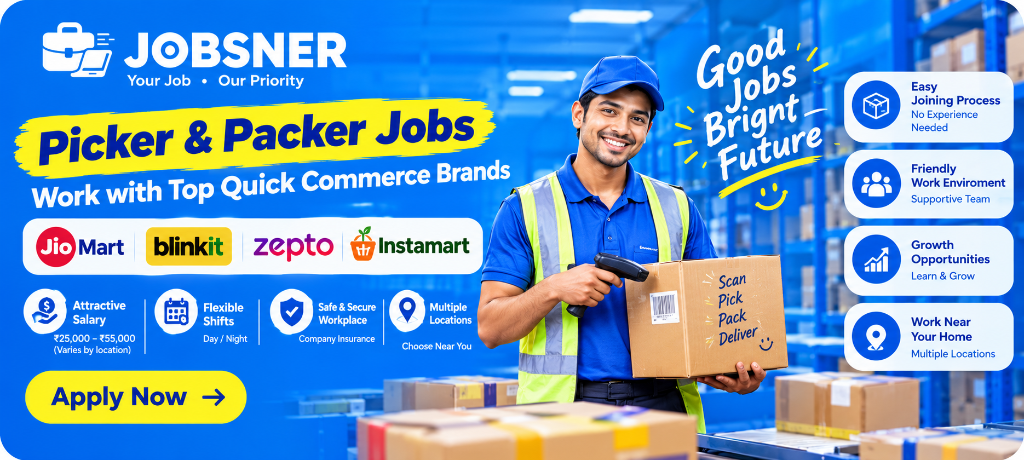 JOBSNER
Your Job • Our Priority
Picker & Packer Jobs
Work with Top Quick Commerce Brands
Jio Mart
blinkit
zepto
Instamart
Attractive
Salary
₹25,000 – ₹55,000
(Varies by location)
Flexible
Shifts
Day / Night
Safe & Secure
Workplace
Company Insurance
Multiple
Locations
Choose Near You
Apply Now →
Good
Jobs
Brignt
Future
Scan
Pick
Pack
Deliver
Easy
Joining Process
No Experience
Needed
Friendly
Work Enviroment
Supportive Team
Growth
Opportunities
Learn & Grow
Work Near
Your Home
Multiple Locations